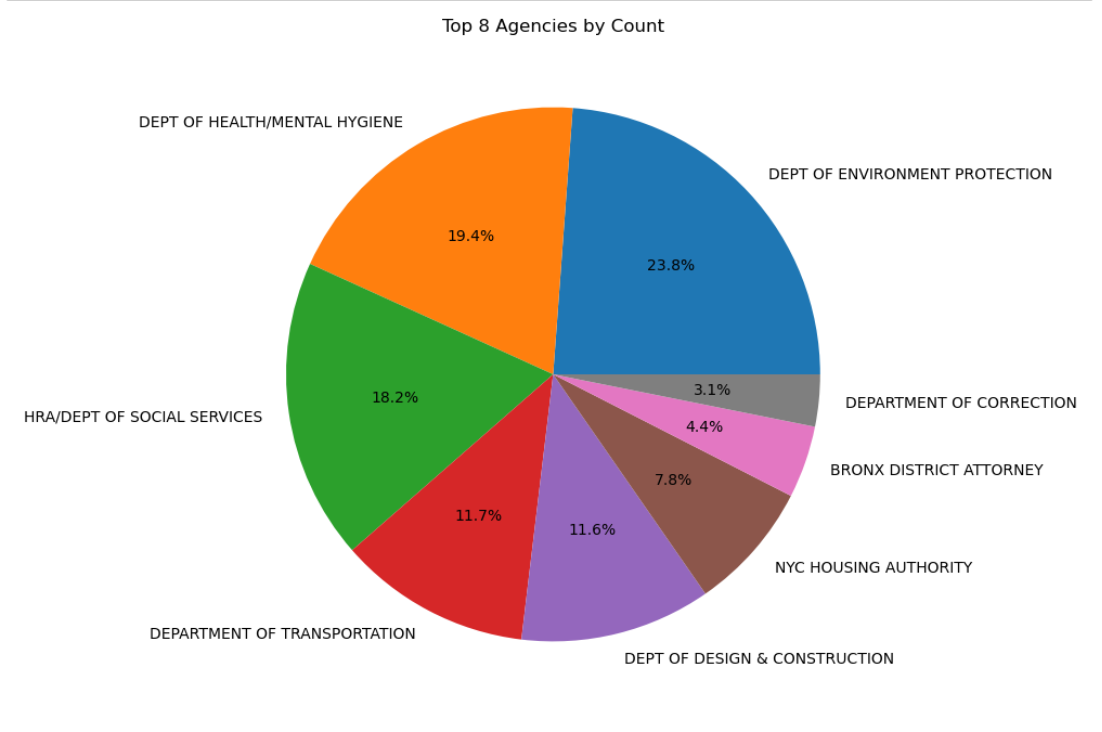 Top 8 Agencies by Count
DEPT OF HEALTH/MENTAL HYGIENE
DEPT OF ENVIRONMENT PROTECTION
19.4%
23.8%
3.1%
18.2%
DEPARTMENT OF CORRECTION
HRA/DEPT OF SOCIAL SERVICES
4.4%
BRONX DISTRICT ATTORNEY
7.8%
11.7%
11.6%
NYC HOUSING AUTHORITY
DEPARTMENT OF TRANSPORTATION
DEPT OF DESIGN & CONSTRUCTION